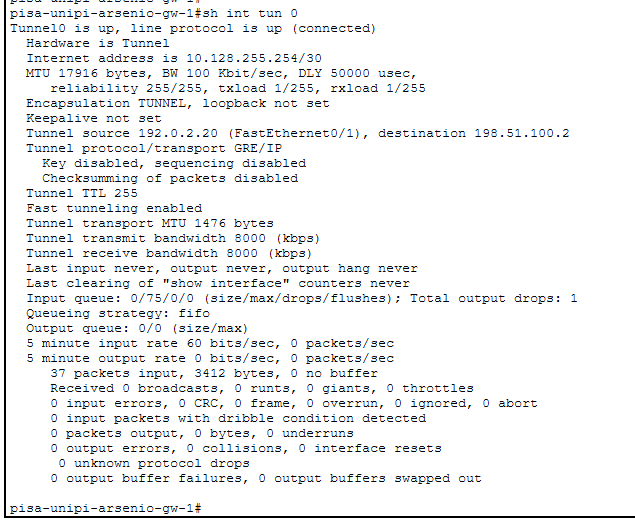 pisa-unipi-arsenio-gw-1#
pisa-unipi-arsenio-gw-1#sh int tun 0
Tunnel0 is up, line protocol is up (connected)
  Hardware is Tunnel
  Internet address is 10.128.255.254/30
  MTU 17916 bytes, BW 100 Kbit/sec, DLY 50000 usec,
     reliability 255/255, txload 1/255, rxload 1/255
  Encapsulation TUNNEL, loopback not set
  Keepalive not set
  Tunnel source 192.0.2.20 (FastEthernet0/1), destination 198.51.100.2
  Tunnel protocol/transport GRE/IP
    Key disabled, sequencing disabled
    Checksumming of packets disabled
  Tunnel TTL 255
  Fast tunneling enabled
  Tunnel transport MTU 1476 bytes
  Tunnel transmit bandwidth 8000 (kbps)
  Tunnel receive bandwidth 8000 (kbps)
  Last input never, output never, output hang never
  Last clearing of "show interface" counters never
  Input queue: 0/75/0/0 (size/max/drops/flushes); Total output drops: 1
  Queueing strategy: fifo
  Output queue: 0/0 (size/max)
  5 minute input rate 60 bits/sec, 0 packets/sec
  5 minute output rate 0 bits/sec, 0 packets/sec
     37 packets input, 3412 bytes, 0 no buffer
     Received 0 broadcasts, 0 runts, 0 giants, 0 throttles
     0 input errors, 0 CRC, 0 frame, 0 overrun, 0 ignored, 0 abort
     0 input packets with dribble condition detected
     0 packets output, 0 bytes, 0 underruns
     0 output errors, 0 collisions, 0 interface resets
      0 unknown protocol drops
     0 output buffer failures, 0 output buffers swapped out
pisa-unipi-arsenio-gw-1#